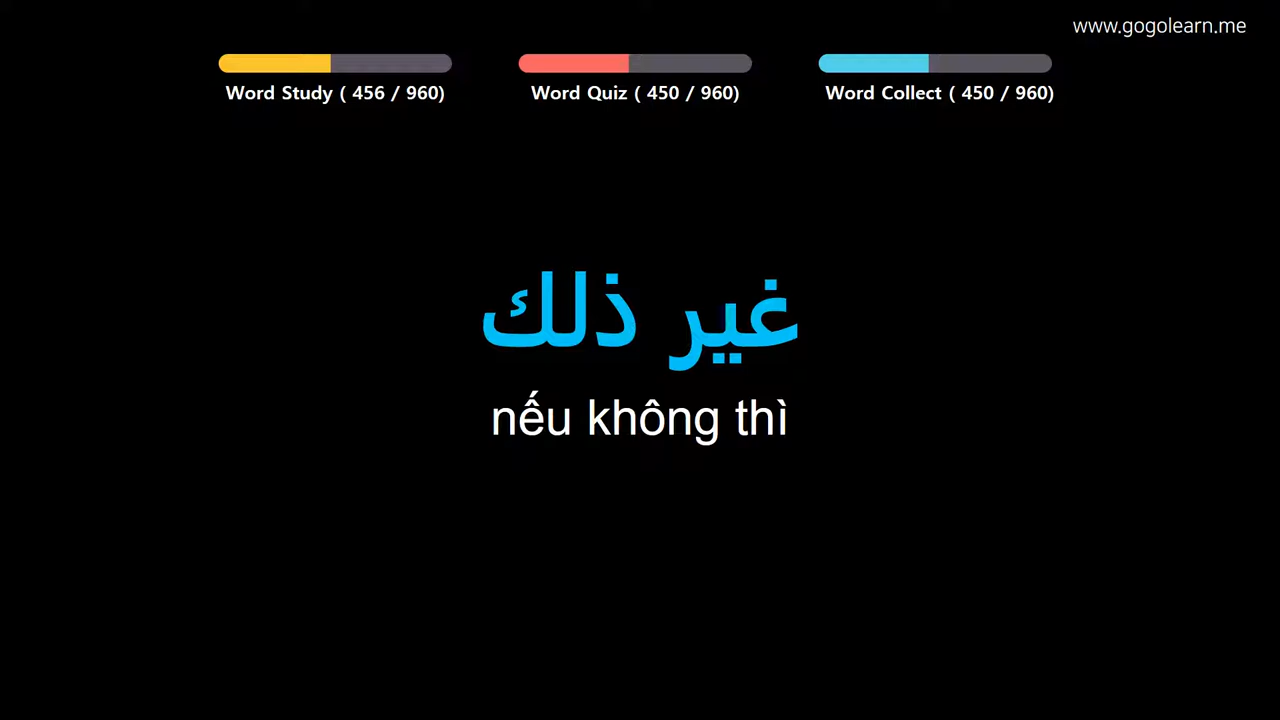 www.gogolearn.me
Word Study ( 456 / 960)
Word Quiz ( 450 / 960)
Word Collect ( 450 / 960)
غير ذلك
nếu không thì